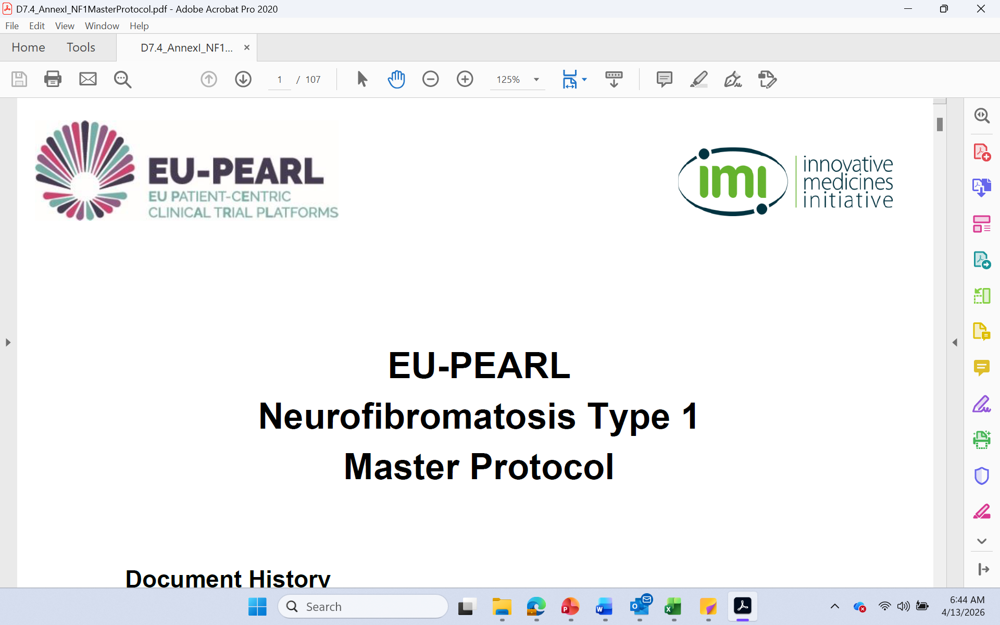 D7.4_AnnexI_NF1MasterProtocol.pdf - Adobe Acrobat Pro 2020
File Edit View Window Help
Home Tools D7.4_AnnexI_NF1... ×
1 / 107 125%
EU-PEARL
EU PATIENT-CENTRIC
CLINICAL TRIAL PLATFORMS
imi
innovative
medicines
initiative
EU-PEARL
Neurofibromatosis Type 1
Master Protocol
Document History
Search
6:44 AM
4/13/2026